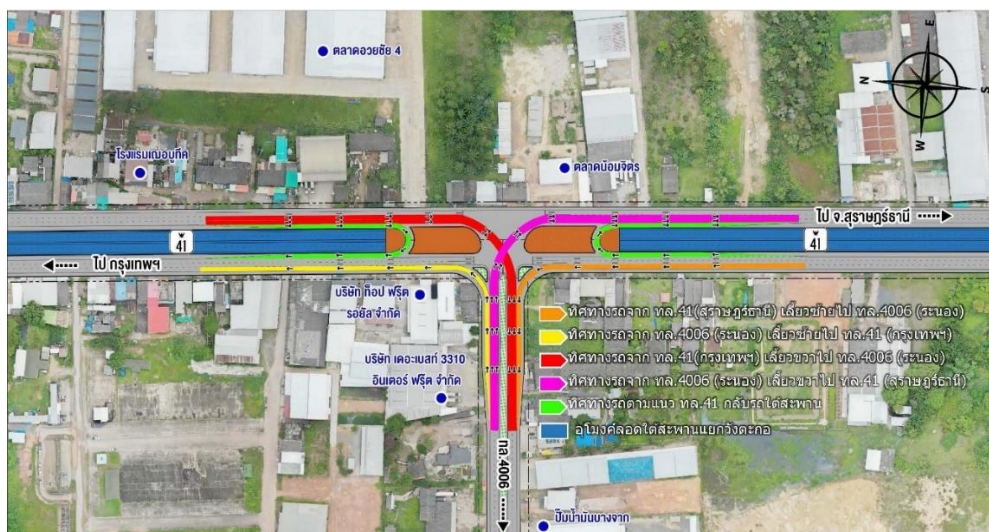 ตลาดอวยชัย 4
E
N
S
W
โรงแรมเฌอบูทีค
ตลาดน้อมจิตร
ไป จ.สุราษฎร์ธานี
41
41
ไป กรุงเทพฯ
บริษัท ท็อป ฟรุ๊ต
รอยัล จำกัด
บริษัท เดอะเบสท์ 3310
อินเตอร์ ฟรุ๊ต จำกัด
ทิศทางรถจาก ทล.41(สุราษฎร์ธานี) เลี้ยวซ้ายไป ทล.4006 (ระนอง)
ทิศทางรถจาก ทล.4006 (ระนอง) เลี้ยวซ้ายไป ทล.41 (กรุงเทพฯ)
ทิศทางรถจาก ทล.41(กรุงเทพฯ) เลี้ยวขวาไป ทล.4006 (ระนอง)
ทิศทางรถจาก ทล.4006 (ระนอง) เลี้ยวขวาไป ทล.41 (สุราษฎร์ธานี)
ทิศทางรถตามแนว ทล.41 กลับรถใต้สะพาน
อุโมงค์ลอดใต้สะพานแยกวังตะกอ
ทล.4006
ปั๊มน้ำมันบางจาก